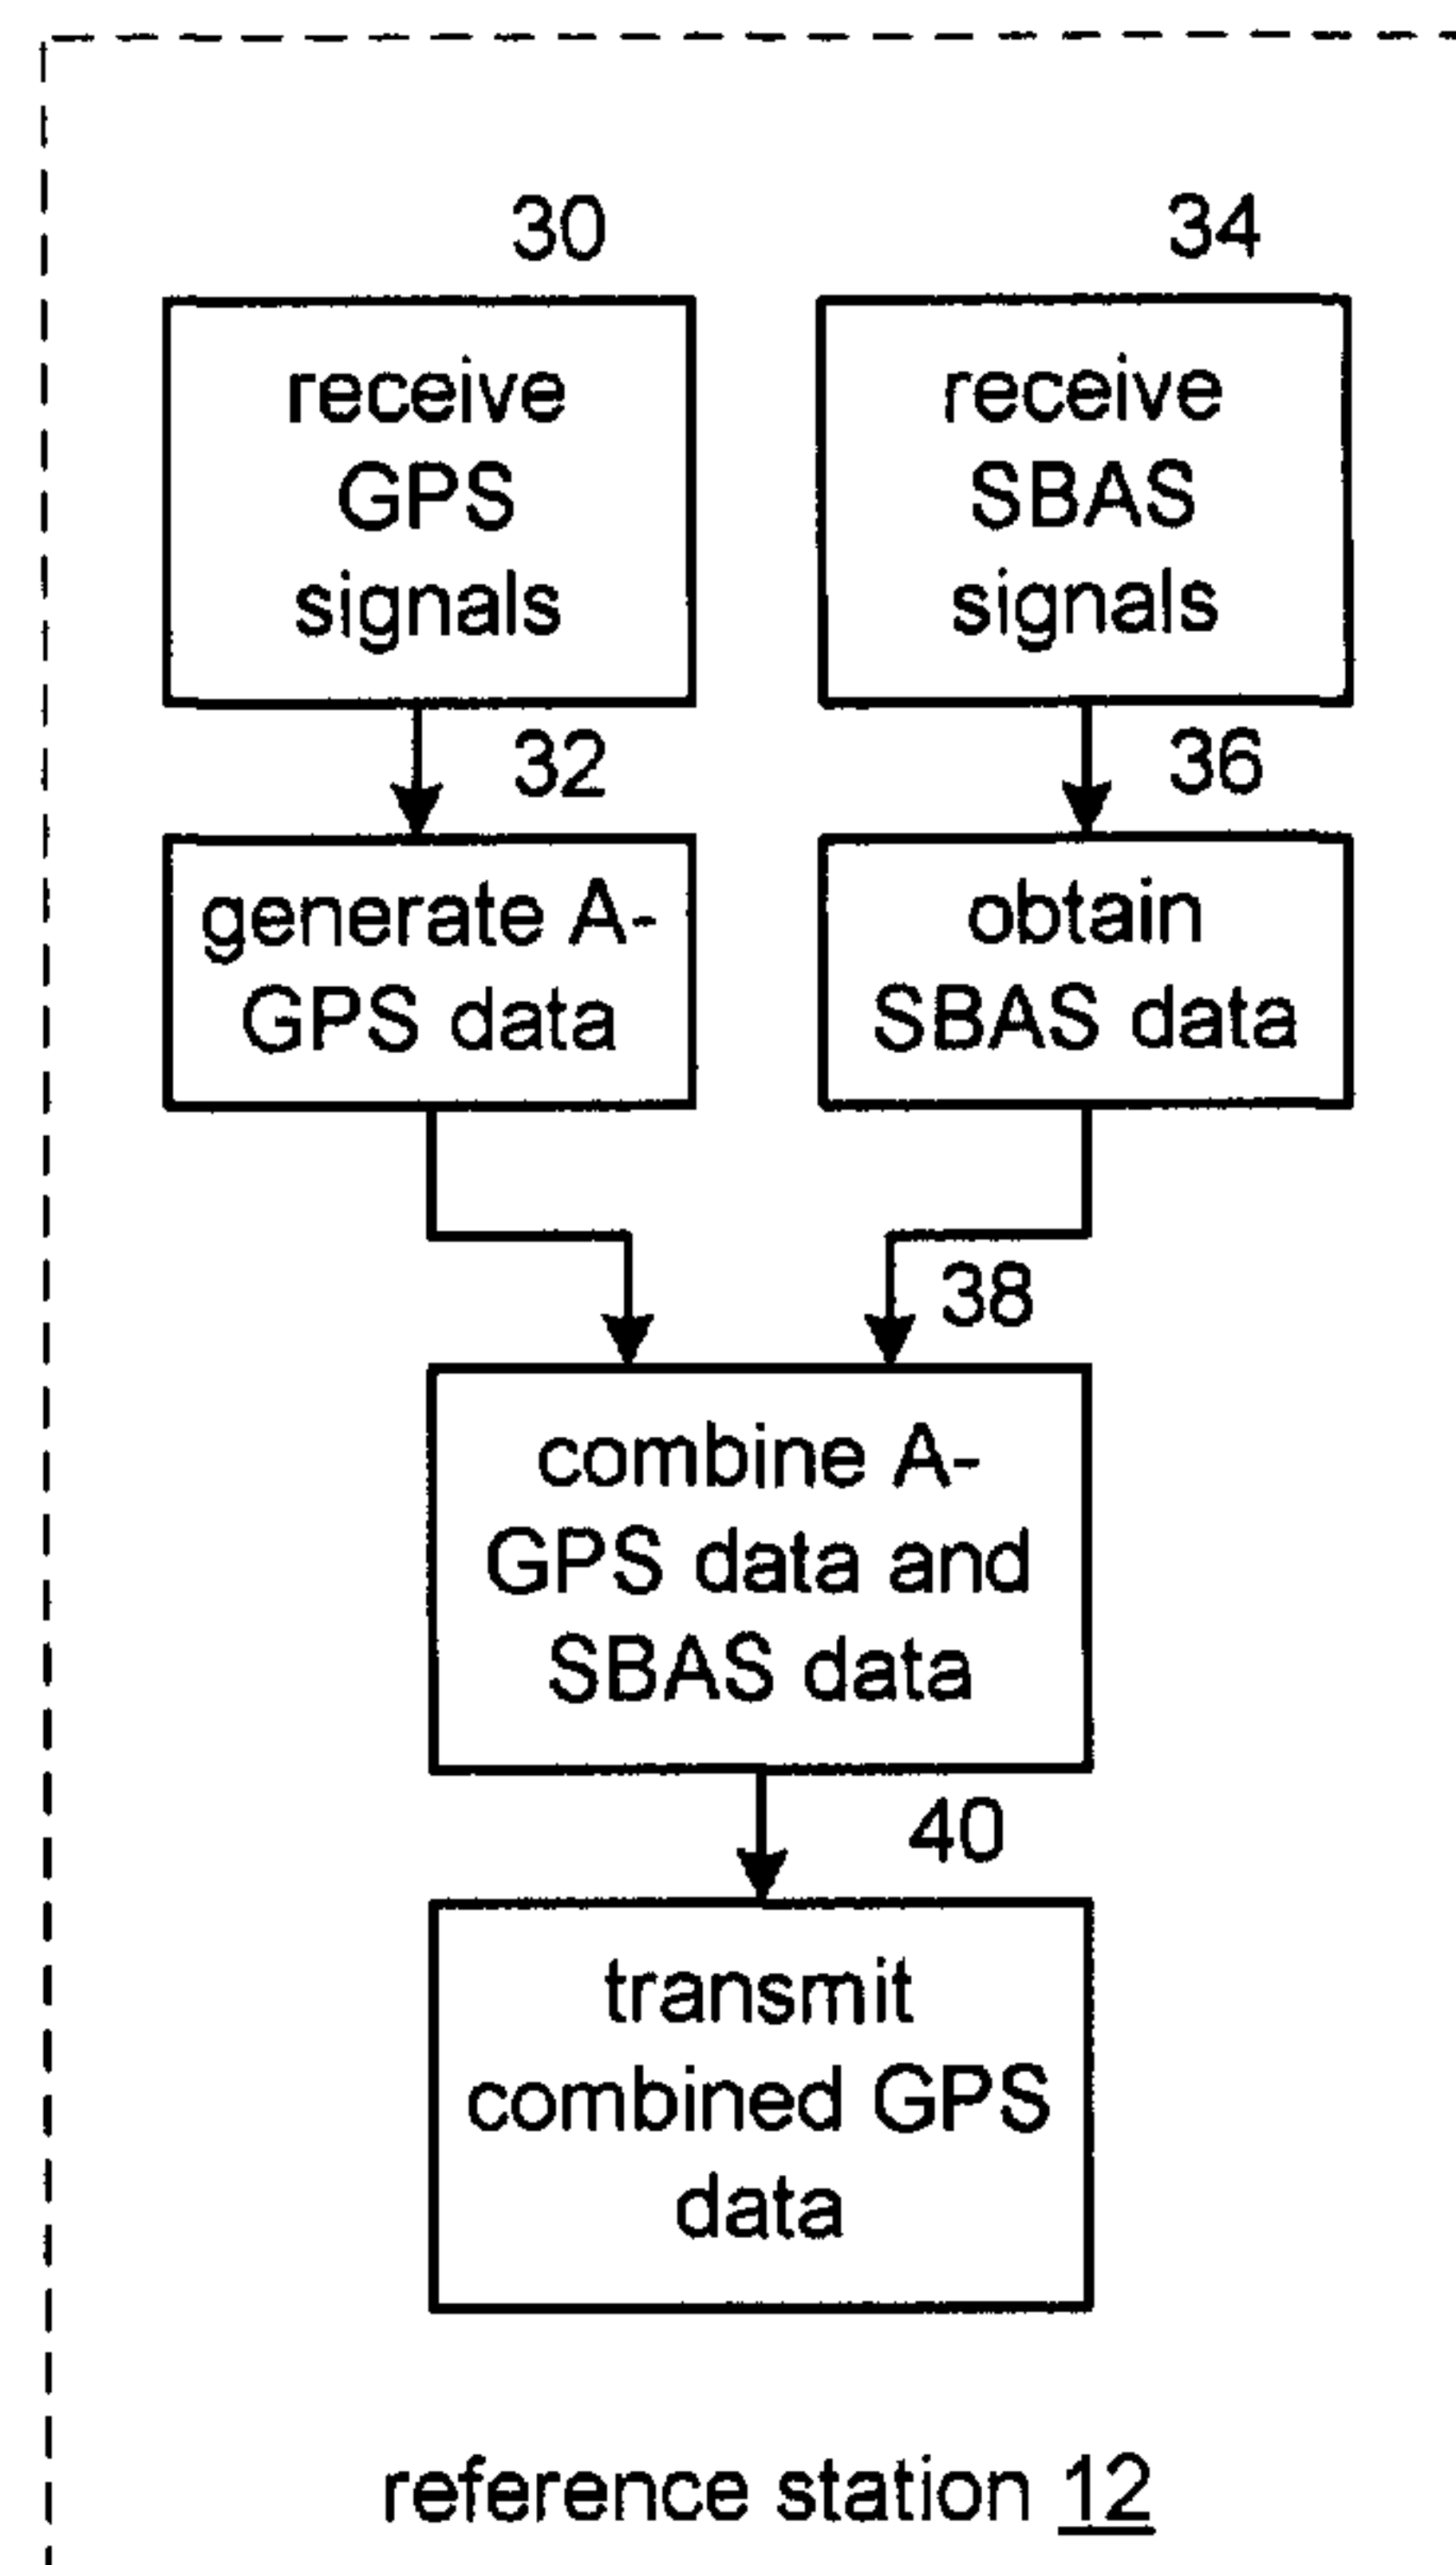 30
receive
GPS
signals
34
receive
SBAS
signals
32
generate A-
GPS data
36
obtain
SBAS data
38
combine A-
GPS data and
SBAS data
40
transmit
combined GPS
data
reference station 12